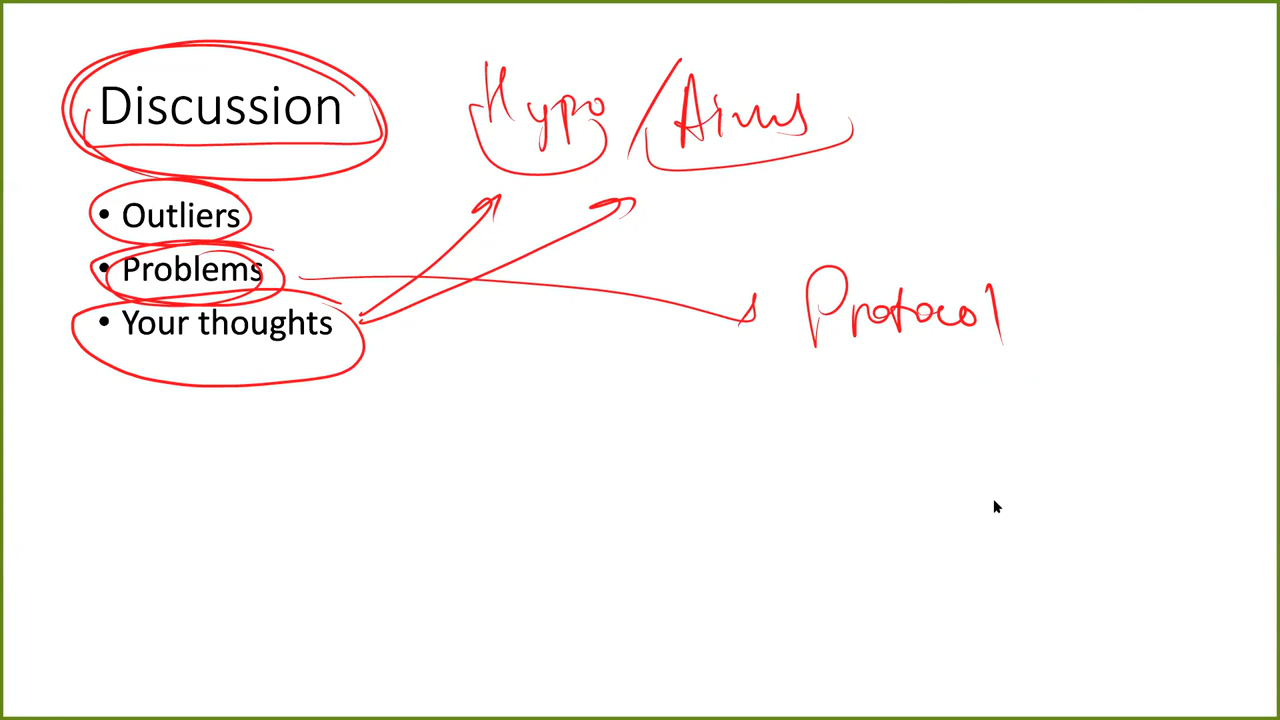 Discussion
Hypo / Aims
• Outliers
• Problems
• Your thoughts
Protocol